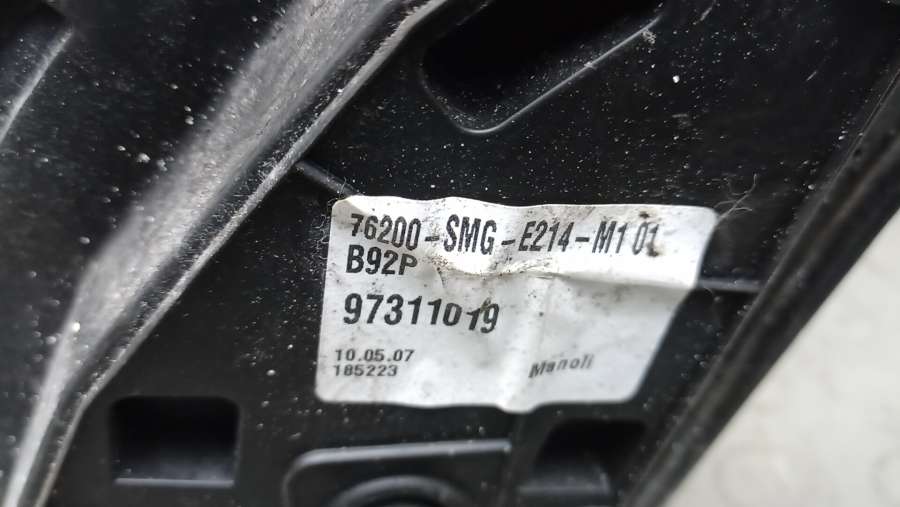 76200-SMG-E214-M1 01
B92P
97311019
10.05.07
185223
Manoli